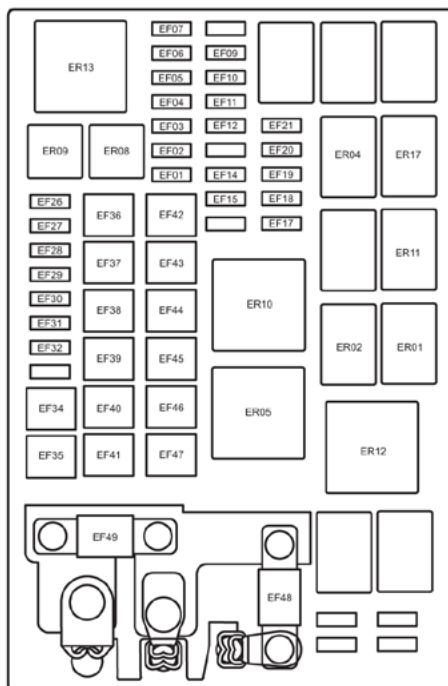 EF07
ER13
EF06 EF09
EF05 EF10
EF04 EF11
EF03 EF12 EF21
ER09 ER08 EF02 EF20 ER04 ER17
EF01 EF14 EF19
EF26 EF36 EF42 EF15 EF18
EF27 EF17
EF28 EF37 EF43 ER11
EF29
EF30 EF38 EF44 ER10
EF31
EF32 EF39 EF45 ER02 ER01
EF34 EF40 EF46 ER05
EF35 EF41 EF47 ER12
EF49
EF48